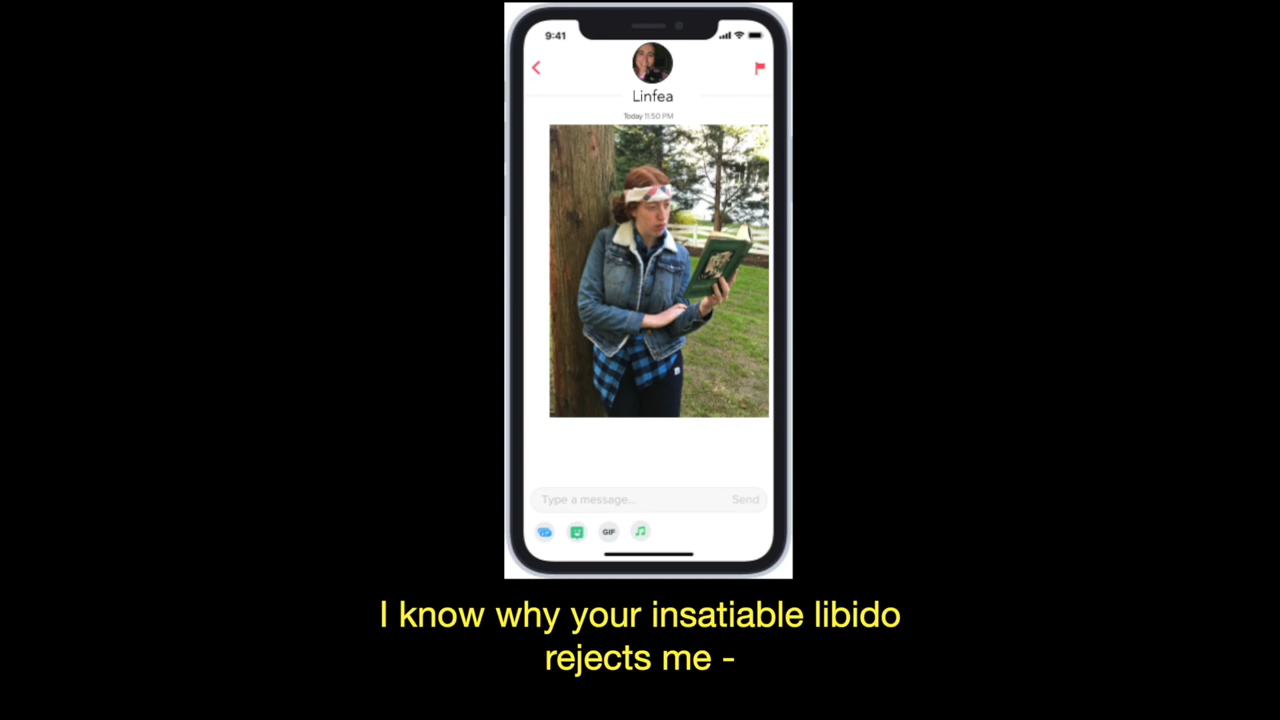 9:41
Linfea
Today 11:50 PM
Type a message...
Send
GIF
I know why your insatiable libido
rejects me -